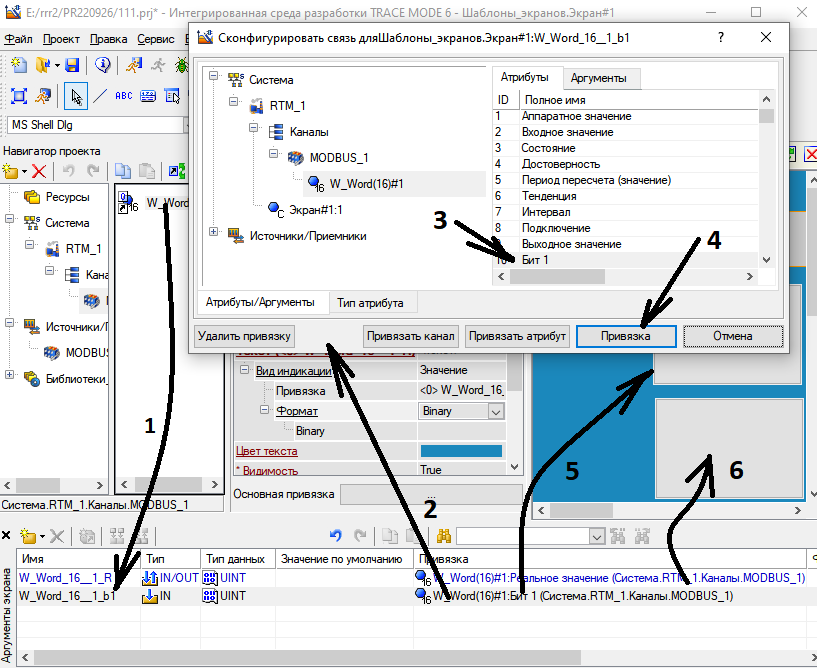 E:/rrr2/PR220926/111.prj* - Интегрированная среда разработки TRACE MODE 6 - Шаблоны_экранов.Экран#1
Файл Проект Правка Сервис
ABC
MS Shell Dlg
Навигатор проекта
Ресурсы
Система
RTM_1
Кана
Источники/Г
MODBUS
Библиотеки_
W_Word
16
Система.RTM_1.Каналы.MODBUS_1
Сконфигурировать связь дляШаблоны_экранов.Экран#1:W_Word_16__1_b1
?
Система
RTM_1
Каналы
MODBUS_1
W_Word(16)#1
16
Экран#1:1
C
Источники/Приемники
Атрибуты/Аргументы Тип атрибута
Атрибуты Аргументы
ID Полное имя
1 Аппаратное значение
2 Входное значение
3 Состояние
4 Достоверность
5 Период пересчета (значение)
6 Тенденция
7 Интервал
8 Подключение
9 Выходное значение
10 Бит 1
Удалить привязку Привязать канал Привязать атрибут Привязка Отмена
Вид индикации Значение
Привязка <0> W_Word_16_
Формат Binary
Binary
Цвет текста
* Видимость True
Основная привязка ...
Имя Тип Тип данных Значение по умолчанию Привязка
W_Word_16__1_R IN/OUT UINT W_Word(16)#1:Реальное значение (Система.RTM_1.Каналы.MODBUS_1)
W_Word_16__1_b1 IN UINT W_Word(16)#1:Бит 1 (Система.RTM_1.Каналы.MODBUS_1)
Аргументы экрана
1
2
3
4
5
6